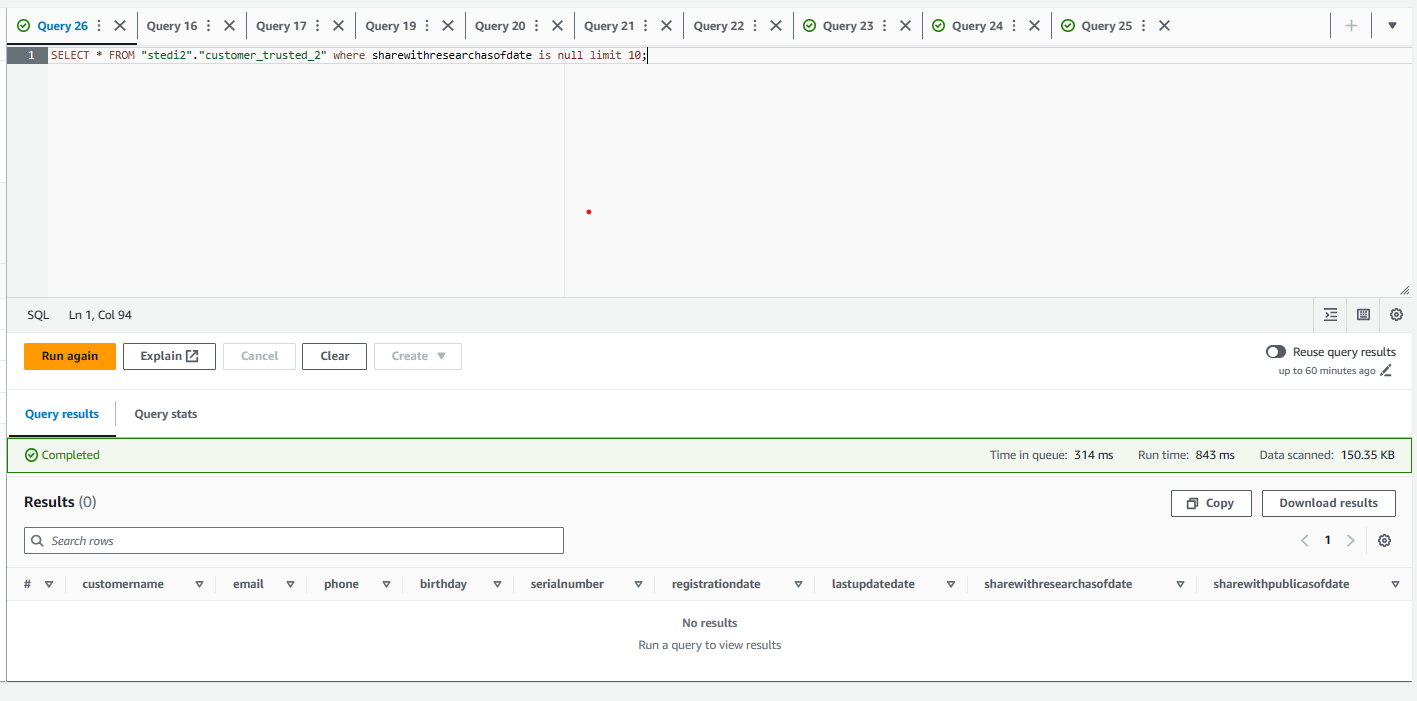 Query 26 Query 16 Query 17 Query 19 Query 20 Query 21 Query 22 Query 23 Query 24 Query 25
1 SELECT * FROM "stedi2"."customer_trusted_2" where sharewithresearchasofdate is null limit 10;
SQL Ln 1, Col 94
Run again Explain Cancel Clear Create Reuse query results
up to 60 minutes ago
Query results Query stats
Completed Time in queue: 314 ms Run time: 843 ms Data scanned: 150.35 KB
Results (0) Copy Download results
Search rows 1
# customername email phone birthday serialnumber registrationdate lastupdatedate sharewithresearchasofdate sharewithpublicasofdate
No results
Run a query to view results